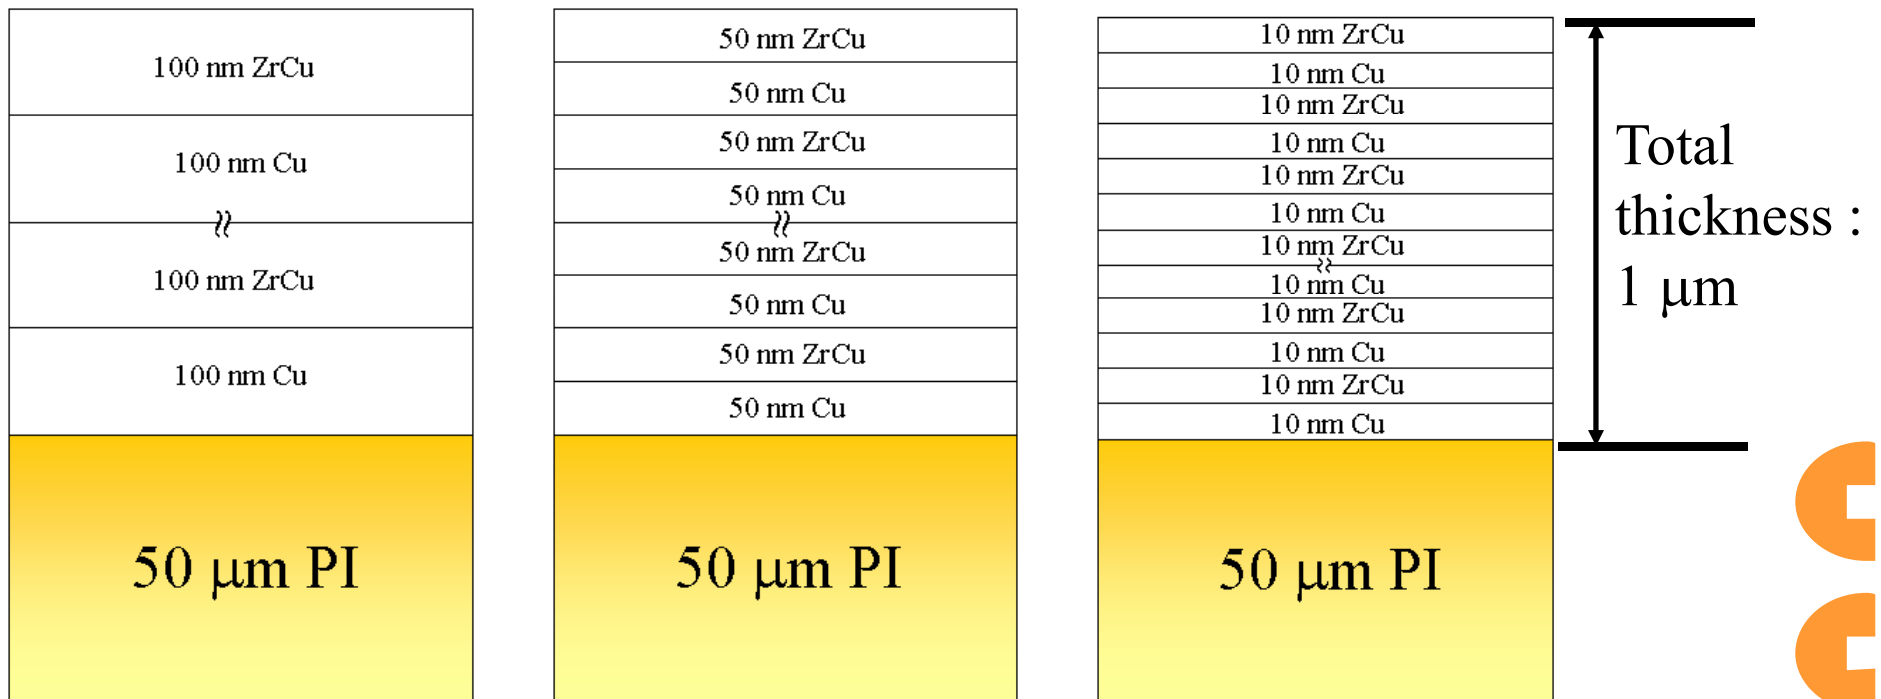 100 nm ZrCu
100 nm Cu
100 nm ZrCu
100 nm Cu
50 μm PI
50 nm ZrCu
50 nm Cu
50 nm ZrCu
50 nm Cu
50 nm ZrCu
50 nm Cu
50 nm ZrCu
50 nm Cu
50 μm PI
10 nm ZrCu
10 nm Cu
10 nm ZrCu
10 nm Cu
10 nm ZrCu
10 nm Cu
10 nm ZrCu
10 nm Cu
10 nm ZrCu
10 nm Cu
10 nm ZrCu
10 nm Cu
50 μm PI
Total
thickness :
1 μm